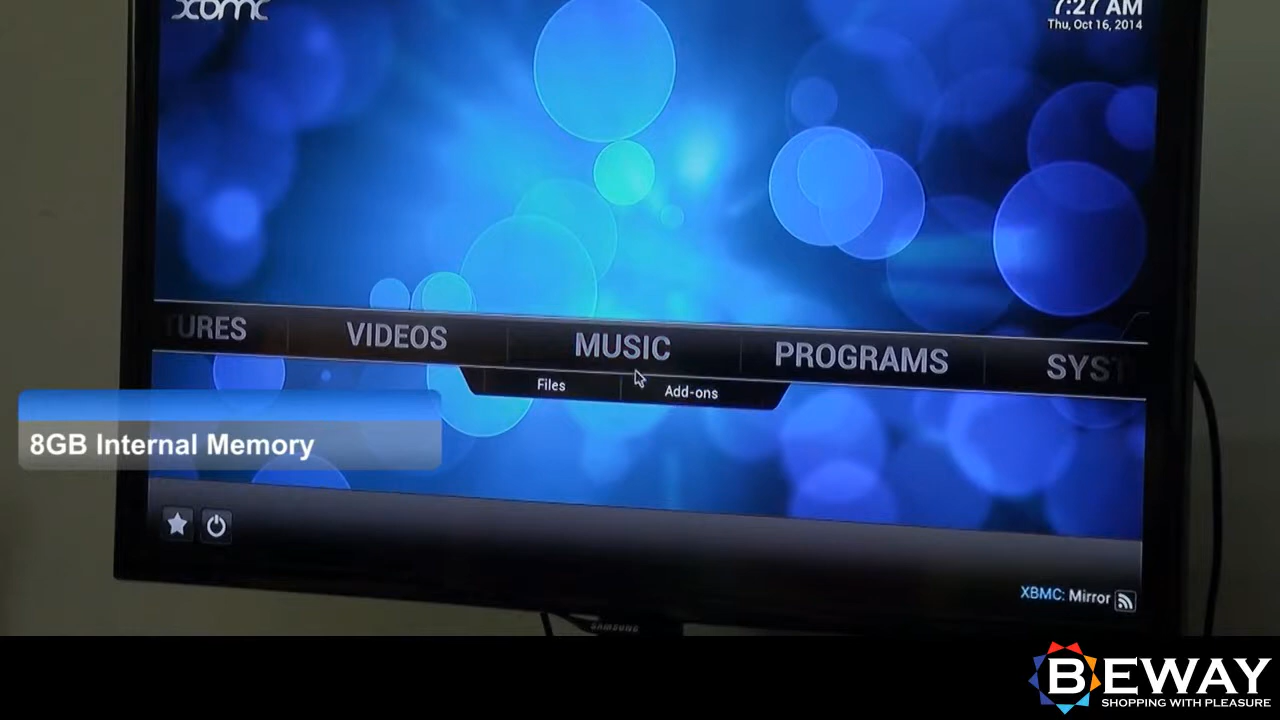 xbmc
7:27 AM
Thu, Oct 16, 2014
TURES
VIDEOS
MUSIC
PROGRAMS
SYST
Files
Add-ons
8GB Internal Memory
XBMC: Mirror
SAMSUNG
BEWAY
SHOPPING WITH PLEASURE